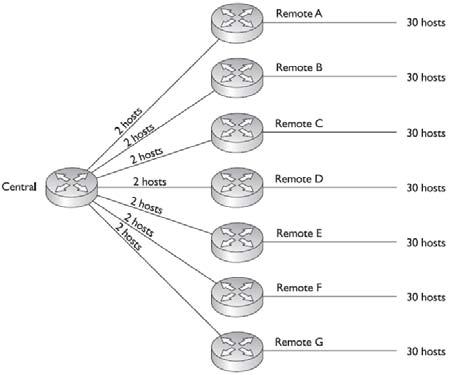 Remote A
30 hosts
Remote B
30 hosts
2 hosts
2 hosts
Remote C
30 hosts
2 hosts
Central
Remote D
2 hosts
30 hosts
2 hosts
Remote E
30 hosts
2 hosts
2 hosts
Remote F
30 hosts
Remote G
30 hosts